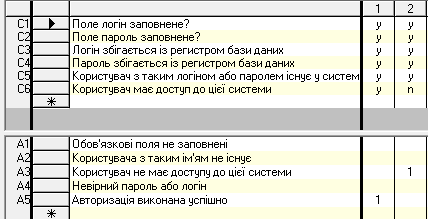 1 2
C1 Поле логін заповнене? y y
C2 Поле пароль заповнене? y y
C3 Логін збігається із регистром бази даних y y
C4 Пароль збігається із регистром бази даних y y
C5 Користувач з таким логіном або паролем існує у систем y y
C6 Користувач має доступ до цієї системи y n
*
A1 Обов'язкові поля не заповнені
A2 Користувача з таким ім'ям не існує
A3 Користувач не має доступу до цієї системи 1
A4 Невірний пароль або логін
A5 Авторизація виконана успішно 1
*